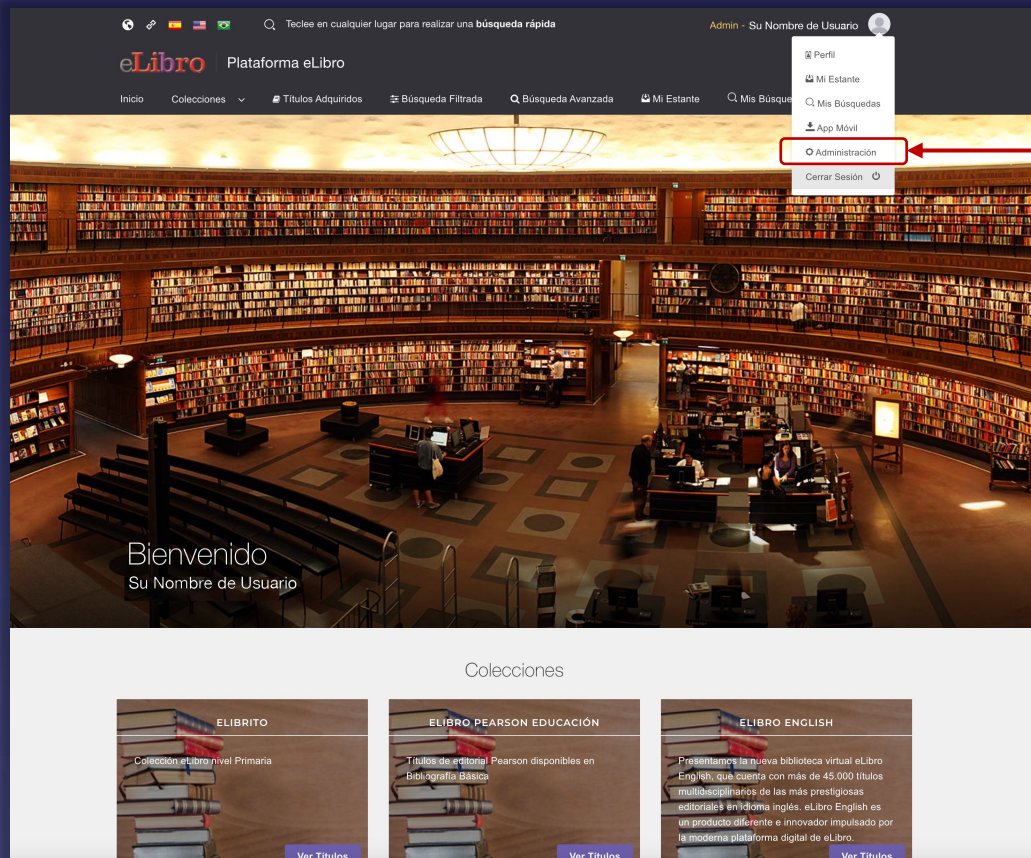 Teclee en cualquier lugar para realizar una búsqueda rápida
Admin - Su Nombre de Usuario
eLibro Plataforma eLibro
Inicio Colecciones Títulos Adquiridos Búsqueda Filtrada Búsqueda Avanzada Mi Estante Mis Búsque
Perfil
Mi Estante
Mis Búsquedas
App Móvil
Administración
Cerrar Sesión
Bienvenido
Su Nombre de Usuario
Colecciones
ELIBRITO
Colección eLibro nivel Primaria
Ver Títulos
ELIBRO PEARSON EDUCACIÓN
Títulos de editorial Pearson disponibles en
Bibliografía Básica
Ver Títulos
ELIBRO ENGLISH
Presentamos la nueva biblioteca virtual eLibro
English, que cuenta con más de 45.000 títulos
multidisciplinarios de las más prestigiosas
editoriales en idioma inglés. eLibro English es
un producto diferente e innovador impulsado por
la moderna plataforma digital de eLibro.
Ver Títulos